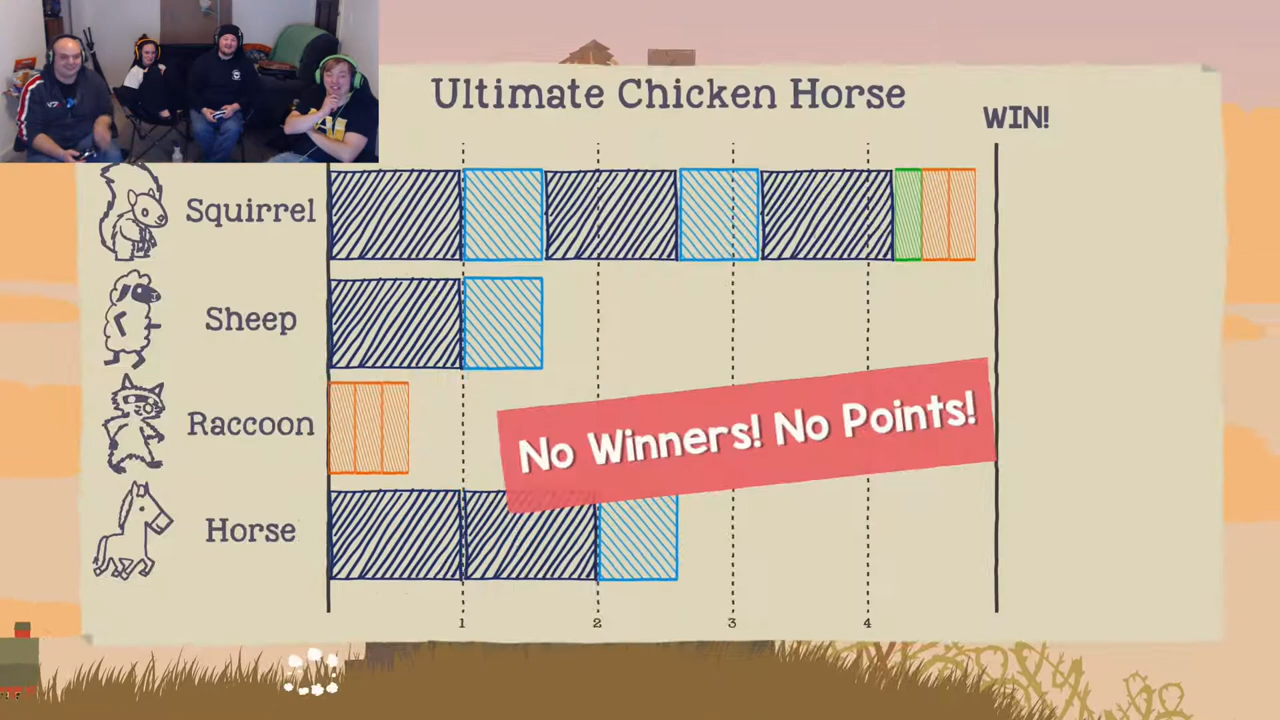 Ultimate Chicken Horse
WIN!
Squirrel
Sheep
Raccoon
No Winners! No Points!
Horse
1 2 3 4